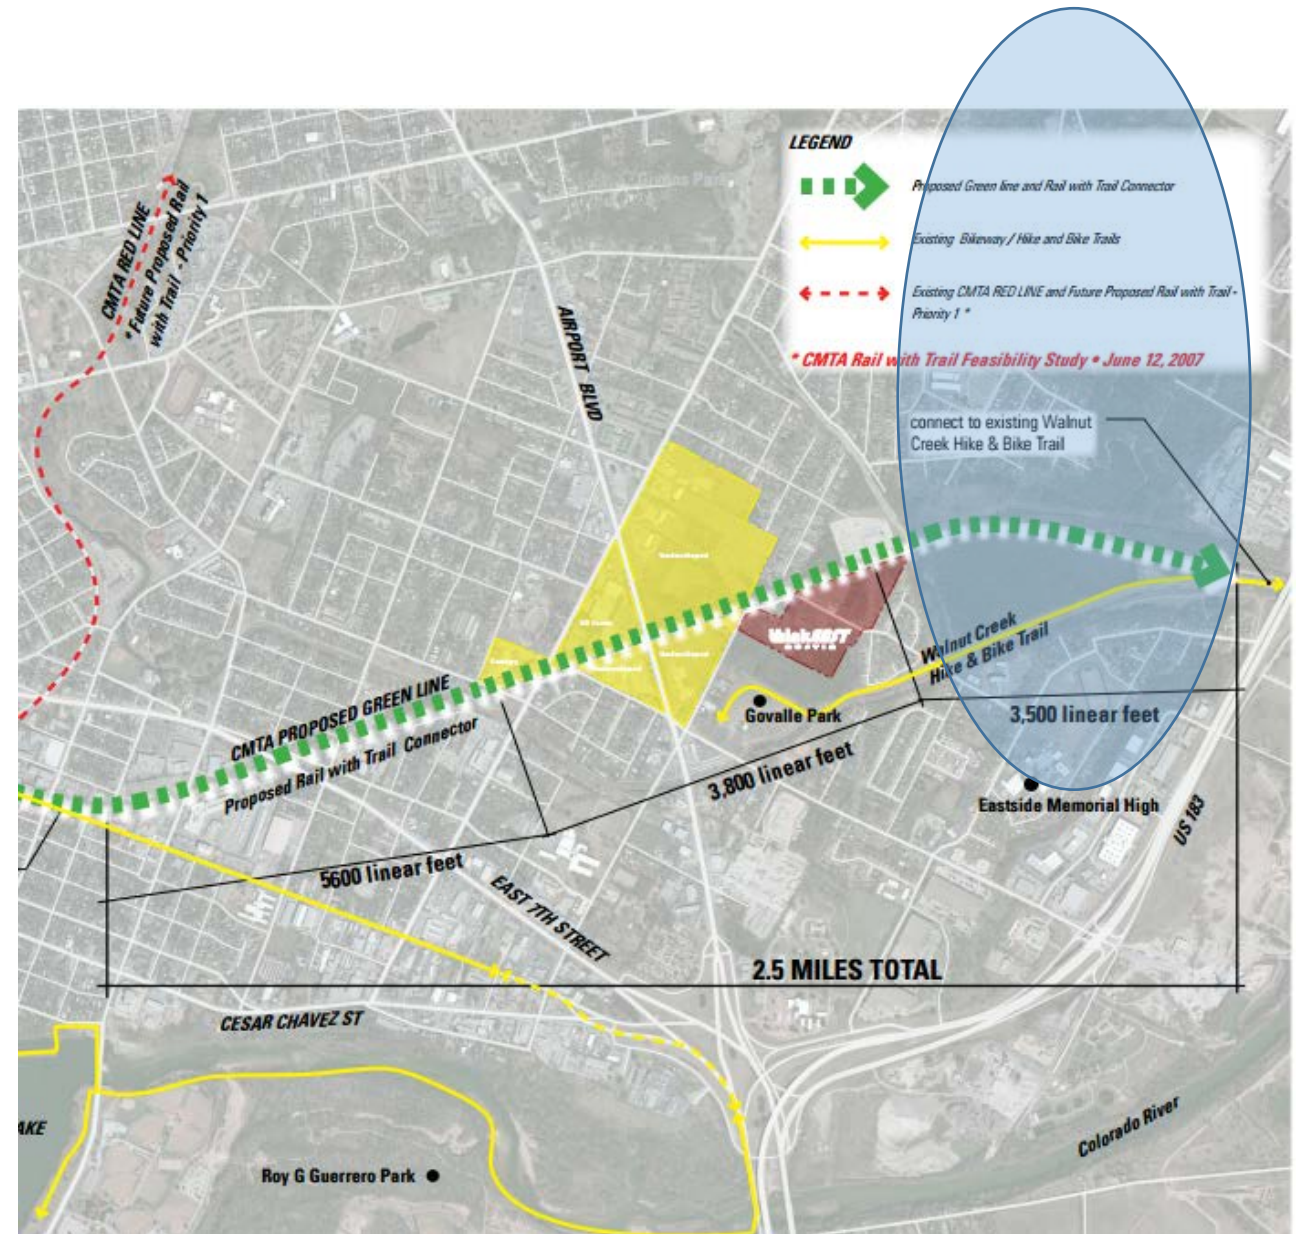 LEGEND
Proposed Green line and Rail with Trail Connector
Existing Bikeway / Hike and Bike Trails
Existing CMTA RED LINE and Future Proposed Rail with Trail -
Priority 1 *
* CMTA Rail with Trail Feasibility Study • June 12, 2007
CMTA RED LINE
* Future Proposed Rail
with Trail - Priority 1
AIRPORT BLVD
connect to existing Walnut
Creek Hike & Bike Trail
CMTA PROPOSED GREEN LINE
Proposed Rail with Trail Connector
Walnut Creek
Hike & Bike Trail
Govalle Park
3,500 linear feet
3,800 linear feet
5600 linear feet
Eastside Memorial High
US 183
EAST 7TH STREET
2.5 MILES TOTAL
CESAR CHAVEZ ST
AKE
Roy G Guerrero Park
Colorado River